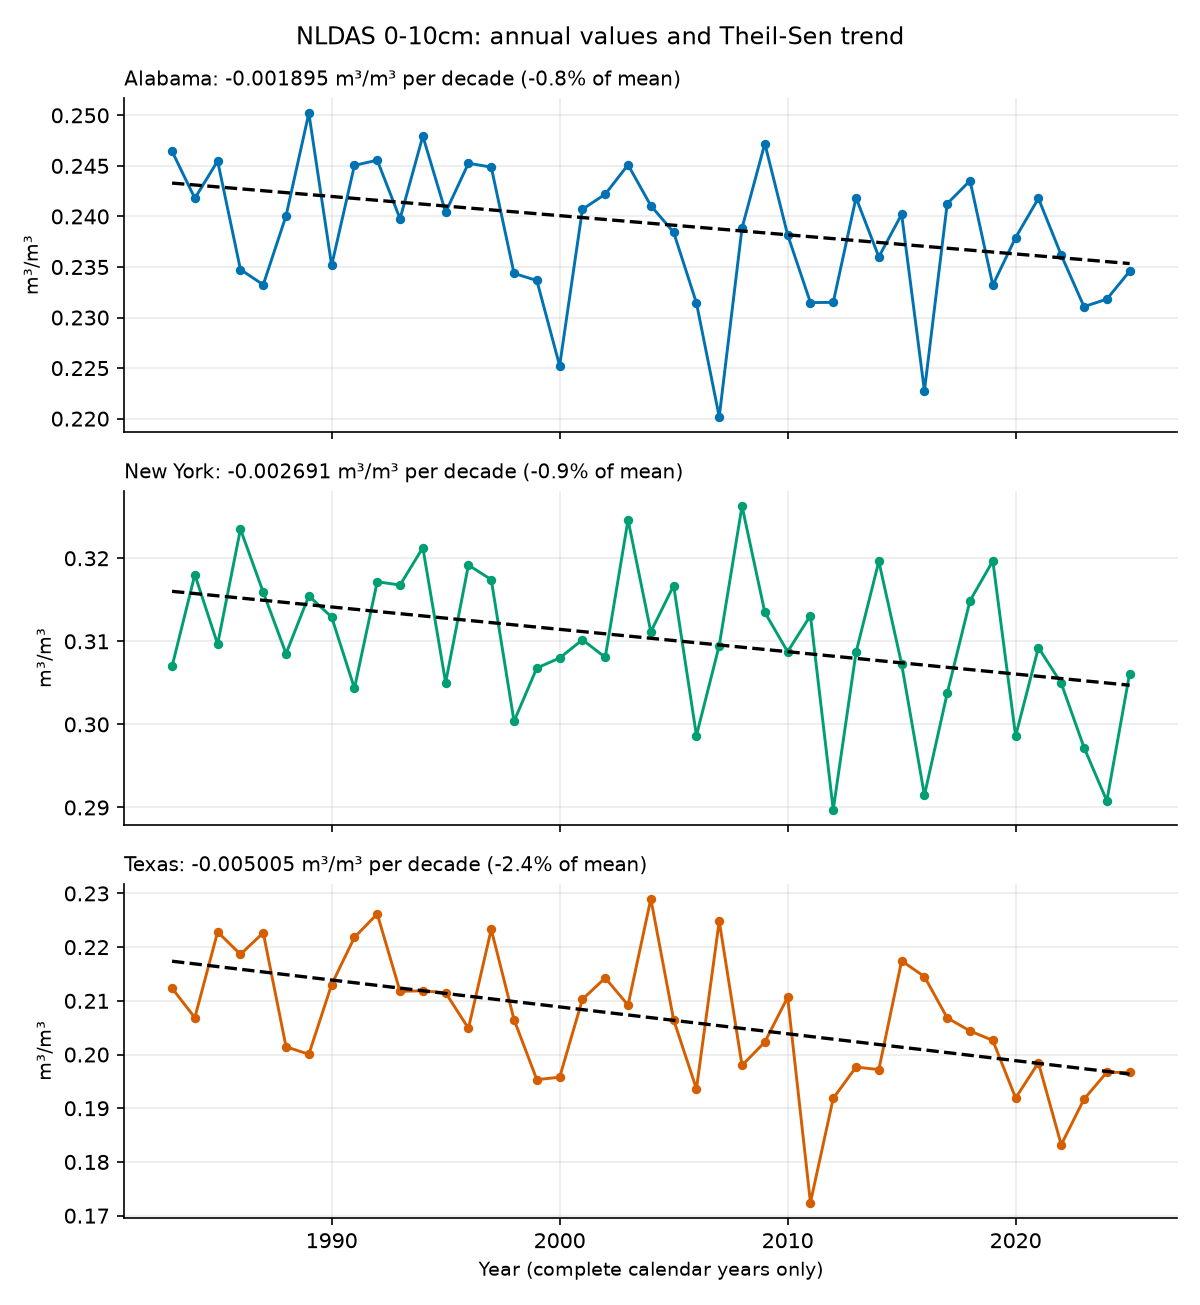 NLDAS 0-10cm: annual values and Theil-Sen trend
Alabama: -0.001895 m³/m³ per decade (-0.8% of mean)
0.250
0.245
0.240
0.235
0.230
0.225
0.220
m³/m³
New York: -0.002691 m³/m³ per decade (-0.9% of mean)
0.32
0.31
0.30
0.29
m³/m³
Texas: -0.005005 m³/m³ per decade (-2.4% of mean)
0.23
0.22
0.21
0.20
0.19
0.18
0.17
m³/m³
1990 2000 2010 2020
Year (complete calendar years only)